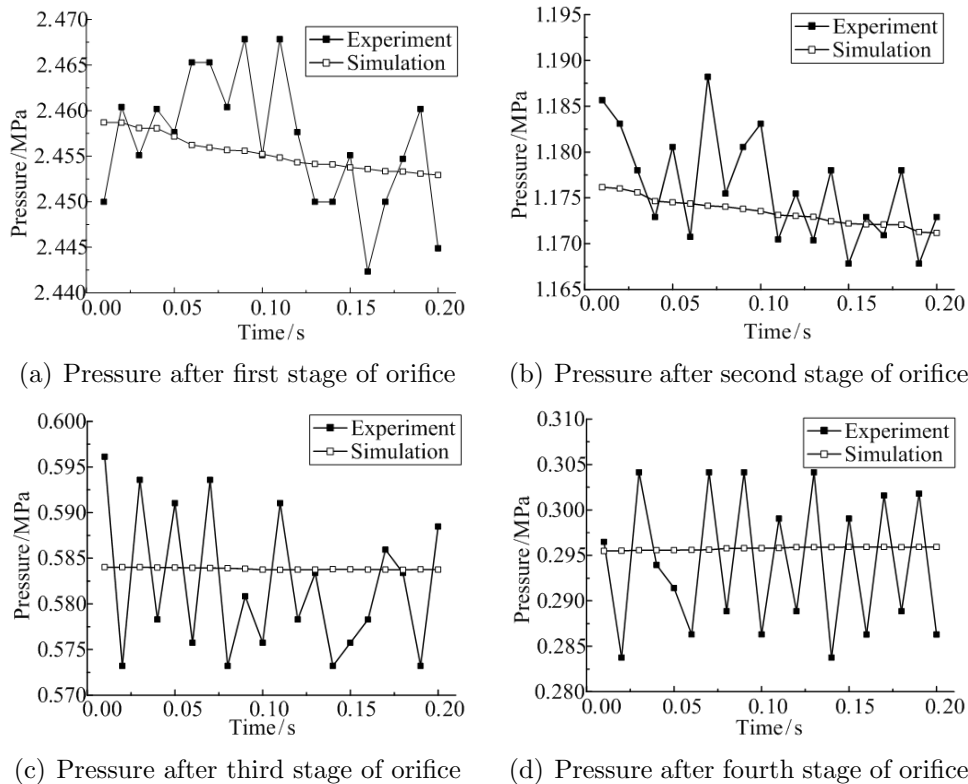 2.470
2.465
2.460
2.455
2.450
2.445
2.440
Pressure/MPa
Experiment
Simulation
0.00 0.05 0.10 0.15 0.20
Time/s
(a) Pressure after first stage of orifice
1.195
1.190
1.185
1.180
1.175
1.170
1.165
Pressure/MPa
Experiment
Simulation
0.00 0.05 0.10 0.15 0.20
Time/s
(b) Pressure after second stage of orifice
0.600
0.595
0.590
0.585
0.580
0.575
0.570
Pressure/MPa
Experiment
Simulation
0.00 0.05 0.10 0.15 0.20
Time/s
(c) Pressure after third stage of orifice
0.310
0.305
0.300
0.295
0.290
0.285
0.280
Pressure/MPa
Experiment
Simulation
0.00 0.05 0.10 0.15 0.20
Time/s
(d) Pressure after fourth stage of orifice